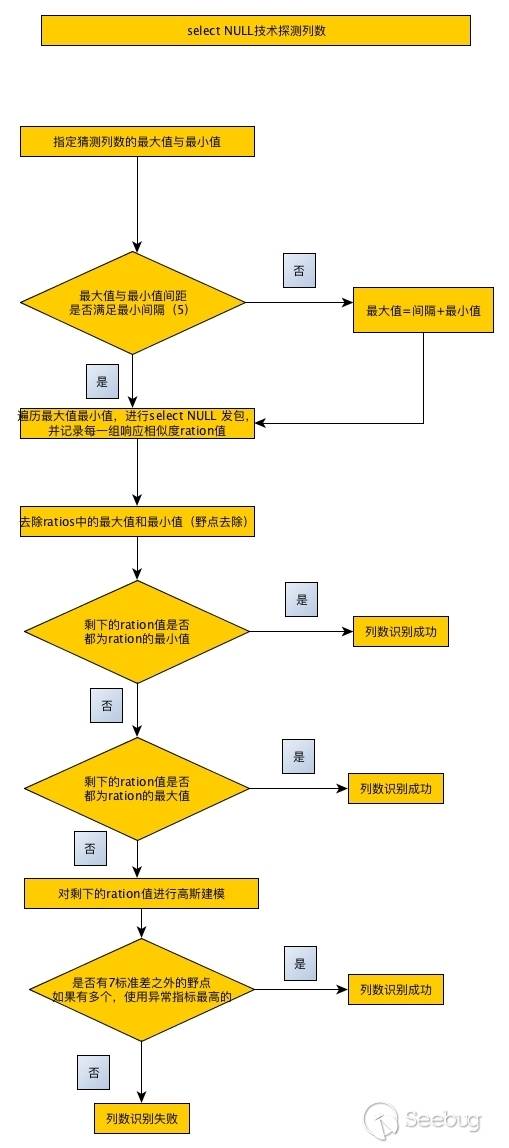 select NULL技术探测列数
指定猜测列数的最大值与最小值
最大值与最小值间距
是否满足最小间隔（5）
否
最大值=间隔+最小值
是
遍历最大值最小值，进行select NULL 发包，
并记录每一组响应相似度ration值
去除ratios中的最大值和最小值（野点去除）
剩下的ration值是否
都为ration的最小值
是
列数识别成功
否
剩下的ration值是否
都为ration的最大值
是
列数识别成功
否
对剩下的ration值进行高斯建模
是否有7标准差之外的野点
如果有多个，使用异常指标最高的
是
列数识别成功
否
列数识别失败
Seebug